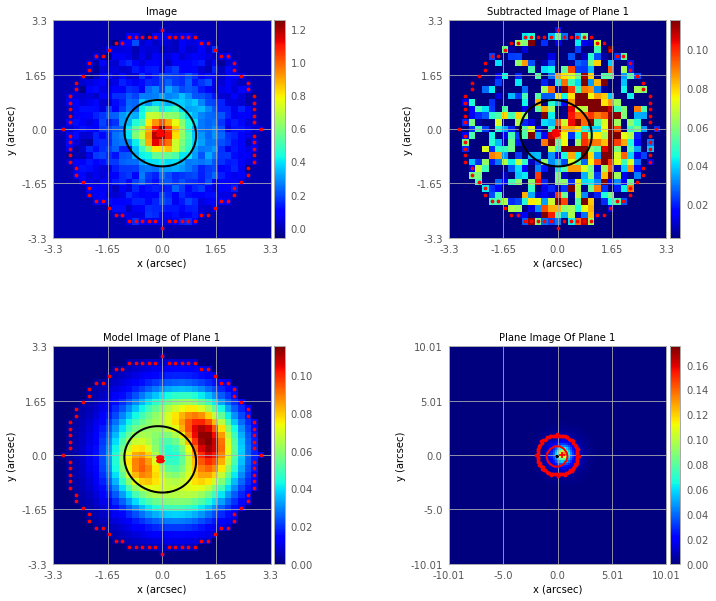 Image
3.3
1.65
0.0
-1.65
-3.3
y (arcsec)
-3.3 -1.65 0.0 1.65 3.3
x (arcsec)
1.2
1.0
0.8
0.6
0.4
0.2
0.0
Subtracted Image of Plane 1
3.3
1.65
0.0
-1.65
-3.3
y (arcsec)
-3.3 -1.65 0.0 1.65 3.3
x (arcsec)
0.10
0.08
0.06
0.04
0.02
Model Image of Plane 1
3.3
1.65
0.0
-1.65
-3.3
y (arcsec)
-3.3 -1.65 0.0 1.65 3.3
x (arcsec)
0.10
0.08
0.06
0.04
0.02
0.00
Plane Image Of Plane 1
10.01
5.01
0.0
-5.0
-10.01
y (arcsec)
-10.01 -5.0 0.0 5.01 10.01
x (arcsec)
0.16
0.14
0.12
0.10
0.08
0.06
0.04
0.02
0.00